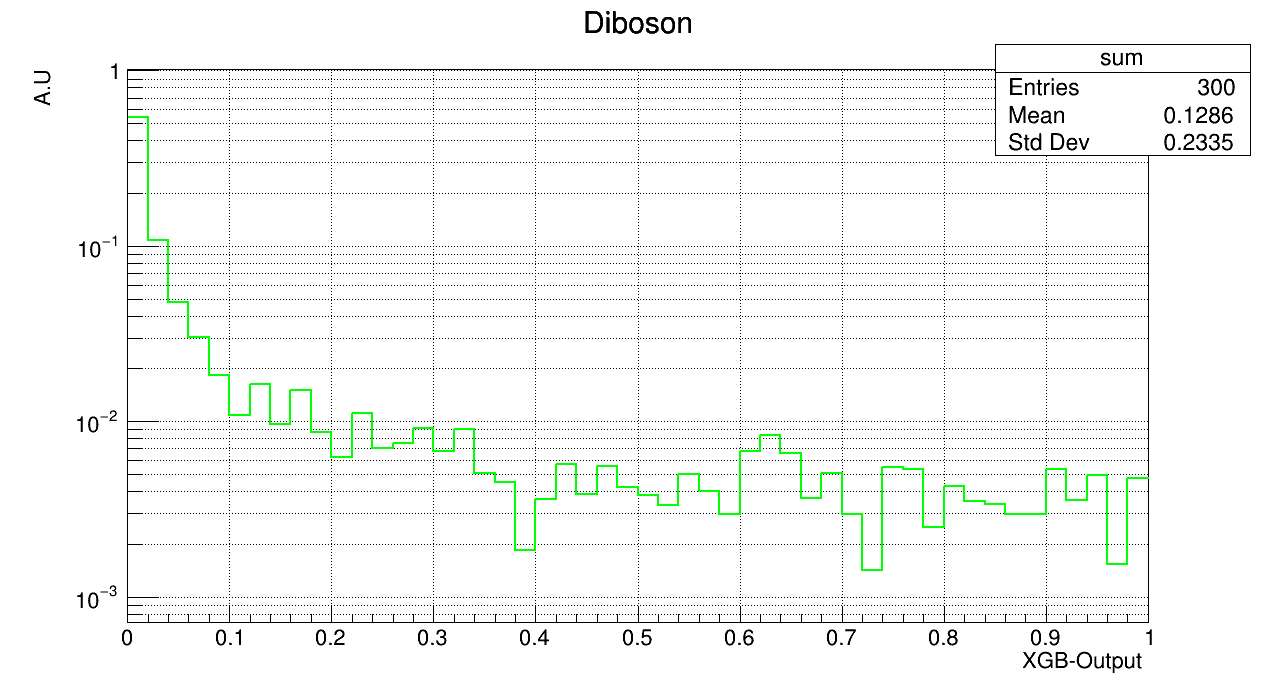 Diboson
sum
Entries 300
Mean 0.1286
Std Dev 0.2335
A.U
1
10−1
10−2
10−3
0 0.1 0.2 0.3 0.4 0.5 0.6 0.7 0.8 0.9 1
XGB-Output